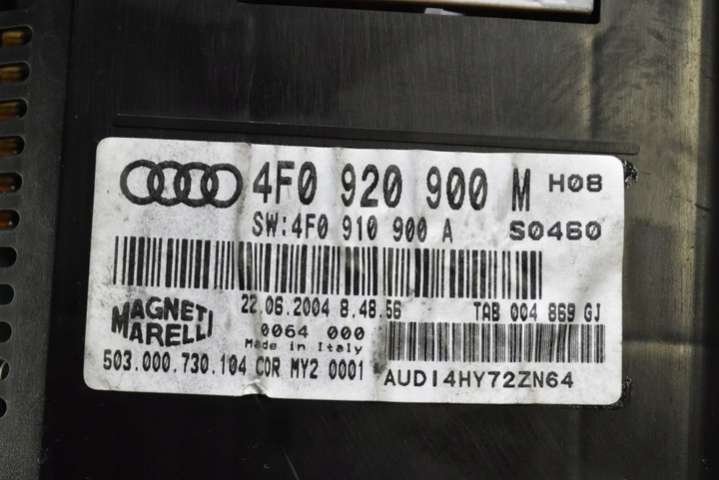 4F0 920 900 M H08
SW:4F0 910 900 A S0460
22.06.2004 8.48.56 TAB 004 869 GJ
MAGNETI
MARELLI
0064 000
Made in Italy
503.000.730.104 COR MY2 0001
AUDI4HY72ZN64